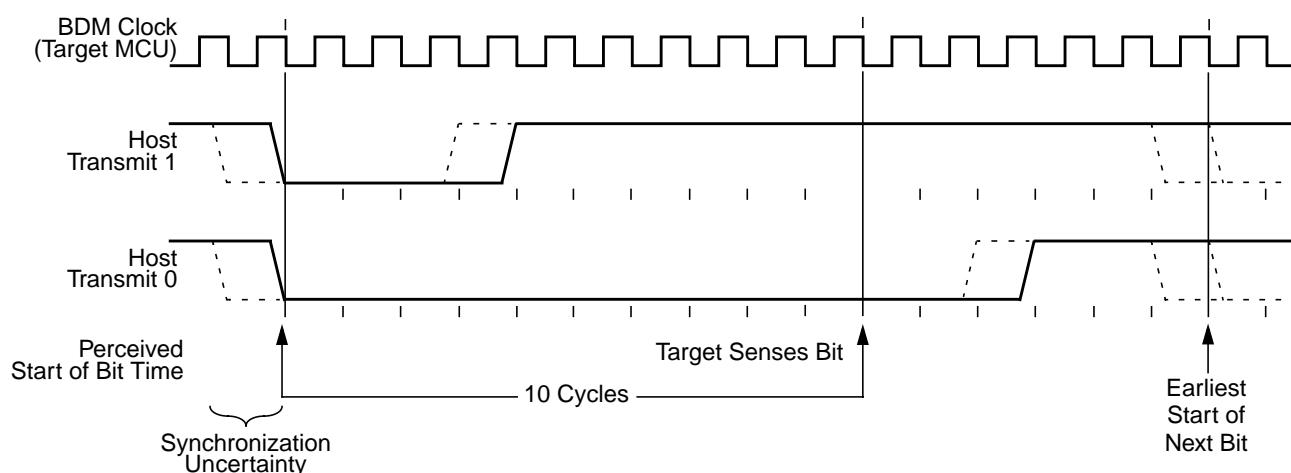 BDM Clock
(Target MCU)
Host
Transmit 1
Host
Transmit 0
Perceived
Start of Bit Time
Target Senses Bit
10 Cycles
Earliest
Start of
Next Bit
Synchronization
Uncertainty